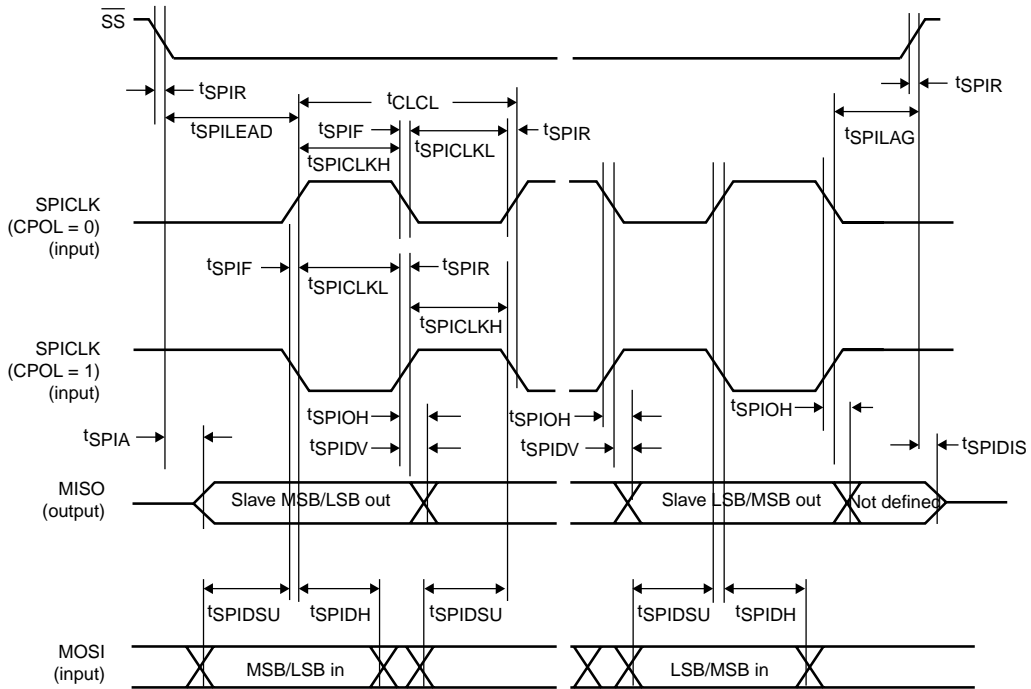 SS
tSPIR
tSPIR
tCLCL
tSPILEAD
tSPIF
tSPIR
tSPICLKH
tSPICLKL
tSPILAG
SPICLK
(CPOL = 0)
(input)
tSPIF
tSPIR
tSPICLKL
tSPICLKH
SPICLK
(CPOL = 1)
(input)
tSPIOH
tSPIOH
tSPIOH
tSPIA
tSPIDV
tSPIDV
tSPIDIS
MISO
(output)
Slave MSB/LSB out
Slave LSB/MSB out
Not defined
tSPIDSU
tSPIDH
tSPIDSU
tSPIDSU
tSPIDH
MOSI
(input)
MSB/LSB in
LSB/MSB in